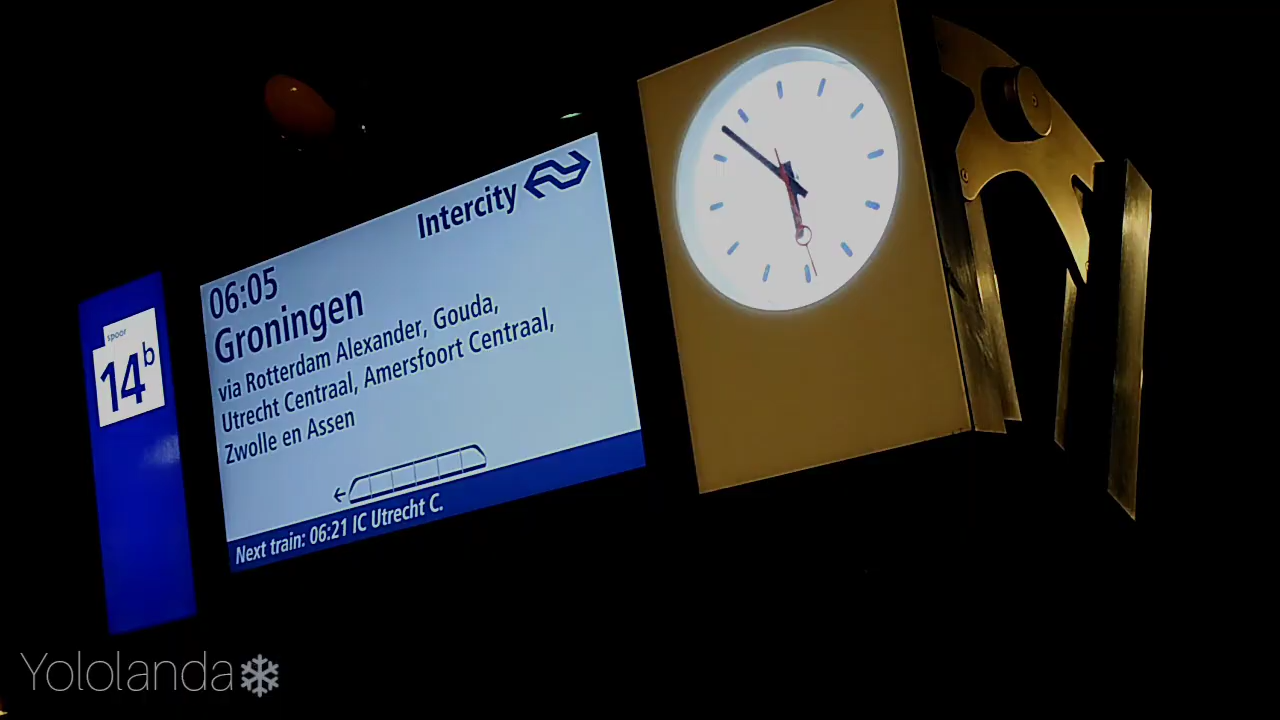 spoor
14b
06:05
Intercity
Groningen
via Rotterdam Alexander, Gouda,
Utrecht Centraal, Amersfoort Centraal,
Zwolle en Assen
Next train: 06:21 IC Utrecht C.
Yololanda